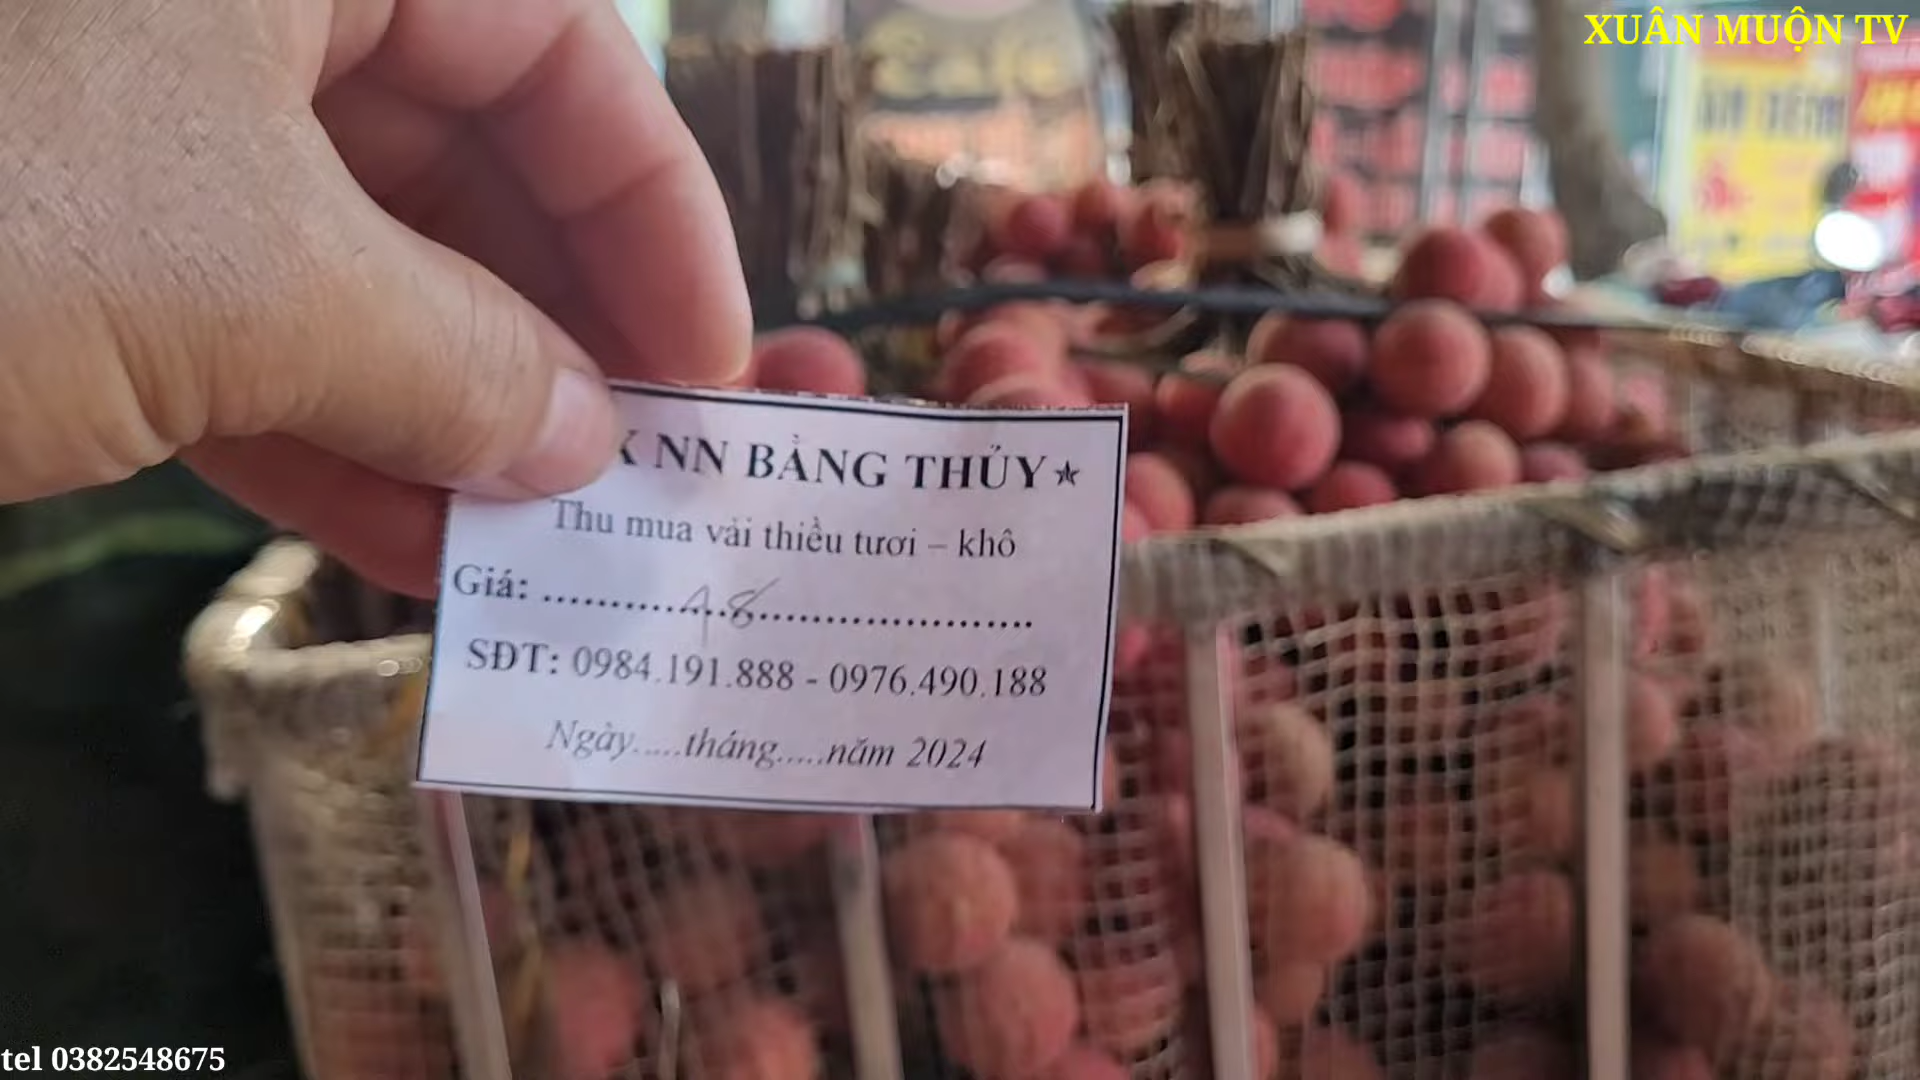 XUÂN MUỘN TV
NN BẰNG THỦY★
Thu mua vải thiều tươi – khô
Giá: ............48..............................
SĐT: 0984.191.888 - 0976.490.188
Ngày.....tháng.....năm 2024
tel 0382548675